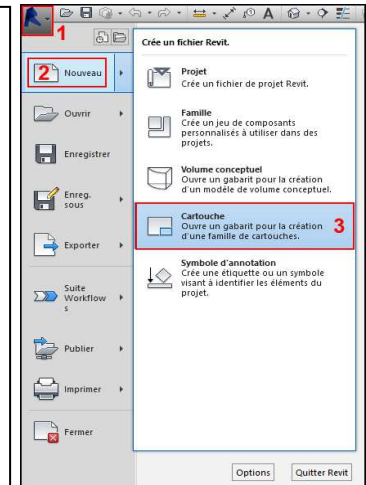 1
Crée un fichier Revit.
2 Nouveau
Projet
Crée un fichier de projet Revit.
Ouvrir
Famille
Crée un jeu de composants
personnalisés à utiliser dans des
projets.
Enregistrer
Volume conceptuel
Ouvre un gabarit pour la création
d'un modèle de volume conceptuel.
Enreg.
sous
Cartouche
Ouvre un gabarit pour la création
d'une famille de cartouches.
3
Exporter
Symbole d'annotation
Crée une étiquette ou un symbole
visant à identifier les éléments du
projet.
Suite
Workflow
s
Publier
Imprimer
Fermer
Options
Quitter Revit